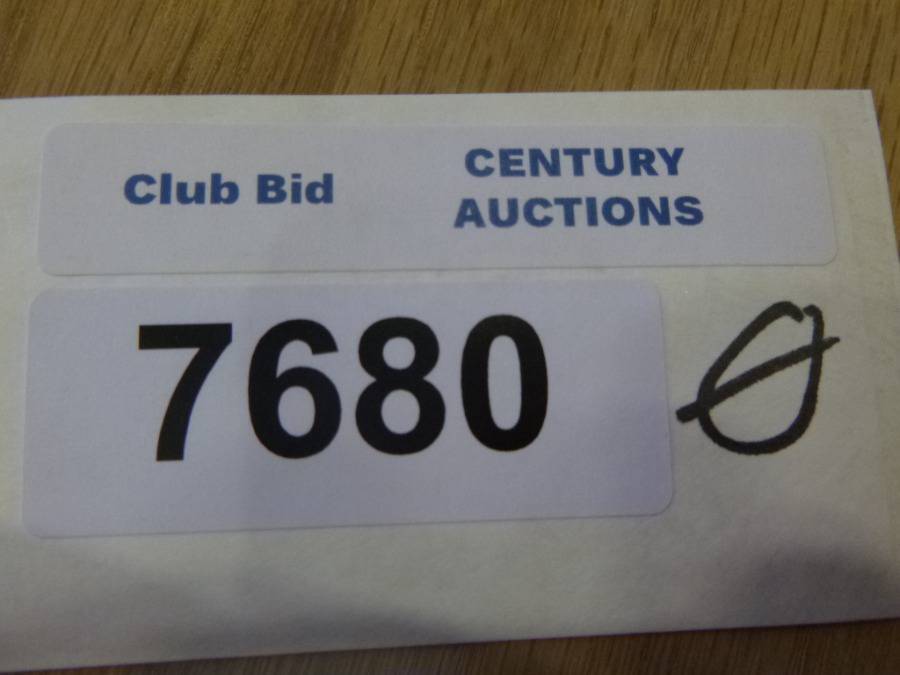 Club Bid
CENTURY
AUCTIONS
7680 Ø